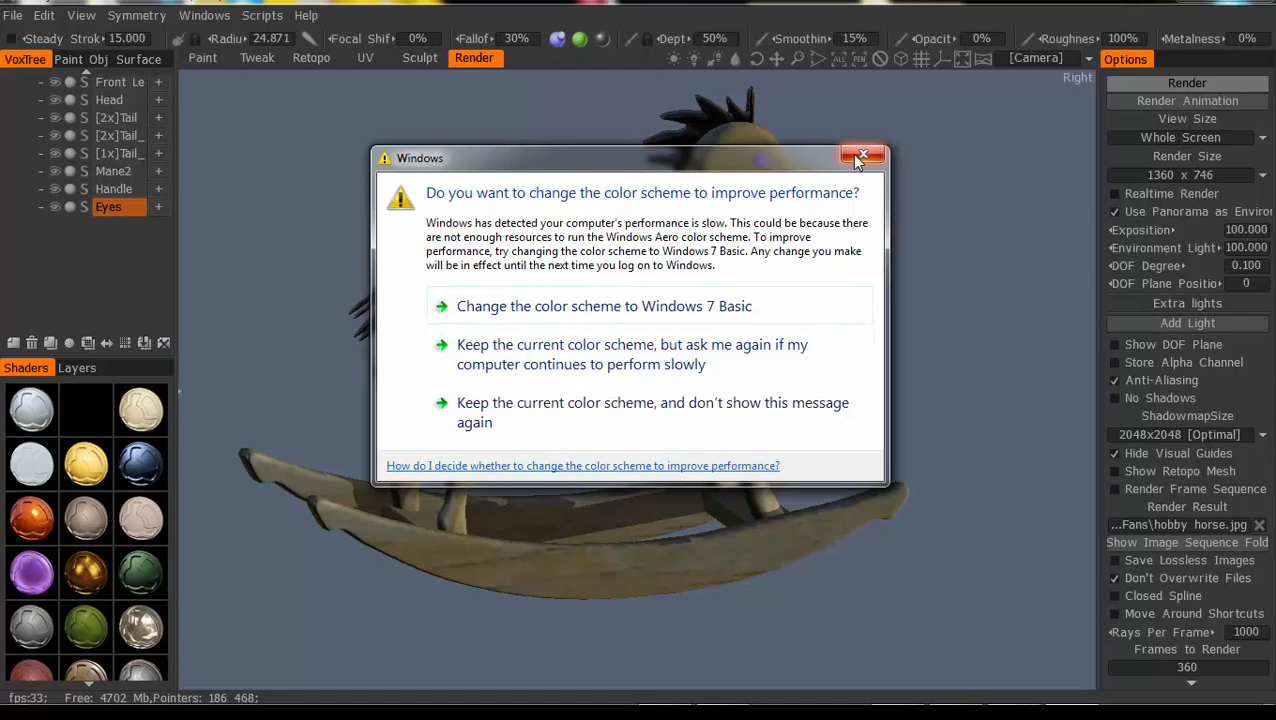 File Edit View Symmetry Windows Scripts Help
Steady Strok 15.000 Radiu 24.871 Focal Shif 0% Fallof 30% Dept 50% Smoothin 15% Opacit 0% Roughnes 100% Metalness 0%
VoxTree Paint Obj Surface Paint Tweak Retopo UV Sculpt Render [Camera] Options
Right
Front Le
Head
[2x]Tail
[2x]Tail_
[1x]Tail_
Mane2
Handle
Eyes
Shaders Layers
Windows
Do you want to change the color scheme to improve performance?
Windows has detected your computer's performance is slow. This could be because there
are not enough resources to run the Windows Aero color scheme. To improve
performance, try changing the color scheme to Windows 7 Basic. Any change you make
will be in effect until the next time you log on to Windows.
Change the color scheme to Windows 7 Basic
Keep the current color scheme, but ask me again if my
computer continues to perform slowly
Keep the current color scheme, and don't show this message
again
How do I decide whether to change the color scheme to improve performance?
Render
Render Animation
View Size
Whole Screen
Render Size
1360 x 746
Realtime Render
Use Panorama as Enviro
Exposition 100.000
Environment Light 100.000
DOF Degree 0.100
DOF Plane Positio 0
Extra lights
Add Light
Show DOF Plane
Store Alpha Channel
Anti-Aliasing
No Shadows
ShadowmapSize
2048x2048 [Optimal]
Hide Visual Guides
Show Retopo Mesh
Render Frame Sequence
Render Result
...Fans\hobby horse.jpg
Show Image Sequence Fold
Save Lossless Images
Don't Overwrite Files
Closed Spline
Move Around Shortcuts
Rays Per Frame 1000
Frames to Render
360
fps:33; Free: 4702 Mb,Pointers: 186 468;